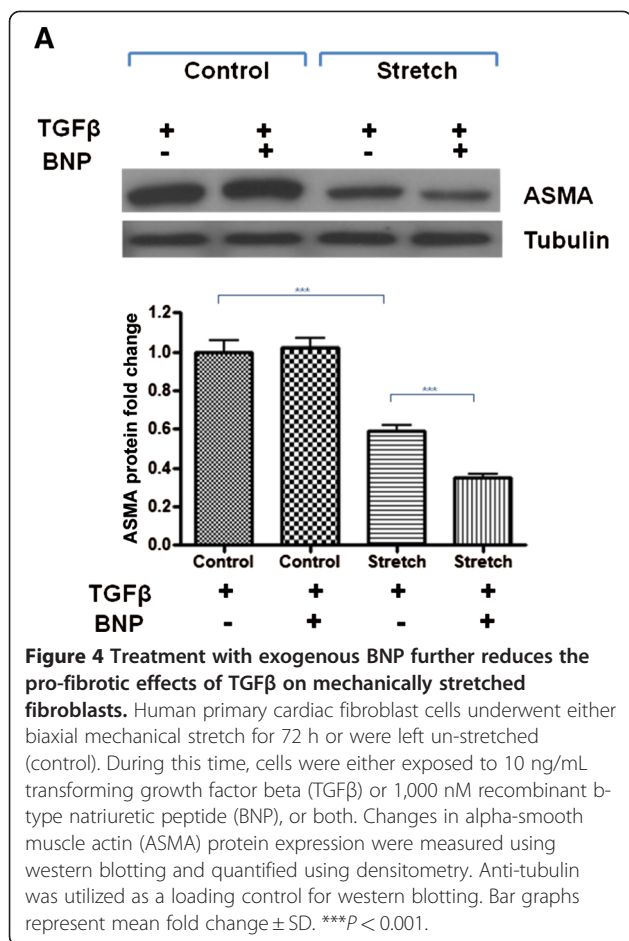 A
Control Stretch
TGFβ + + + +
BNP - + - +
ASMA
Tubulin
***
1.2
1.0
***
0.8
0.6
0.4
0.2
0.0
ASMA protein fold change
Control Control Stretch Stretch
TGFβ + + + +
BNP - + - +
Figure 4 Treatment with exogenous BNP further reduces the
pro-fibrotic effects of TGFβ on mechanically stretched
fibroblasts. Human primary cardiac fibroblast cells underwent either
biaxial mechanical stretch for 72 h or were left un-stretched
(control). During this time, cells were either exposed to 10 ng/mL
transforming growth factor beta (TGFβ) or 1,000 nM recombinant b-
type natriuretic peptide (BNP), or both. Changes in alpha-smooth
muscle actin (ASMA) protein expression were measured using
western blotting and quantified using densitometry. Anti-tubulin
was utilized as a loading control for western blotting. Bar graphs
represent mean fold change ± SD. ***P < 0.001.